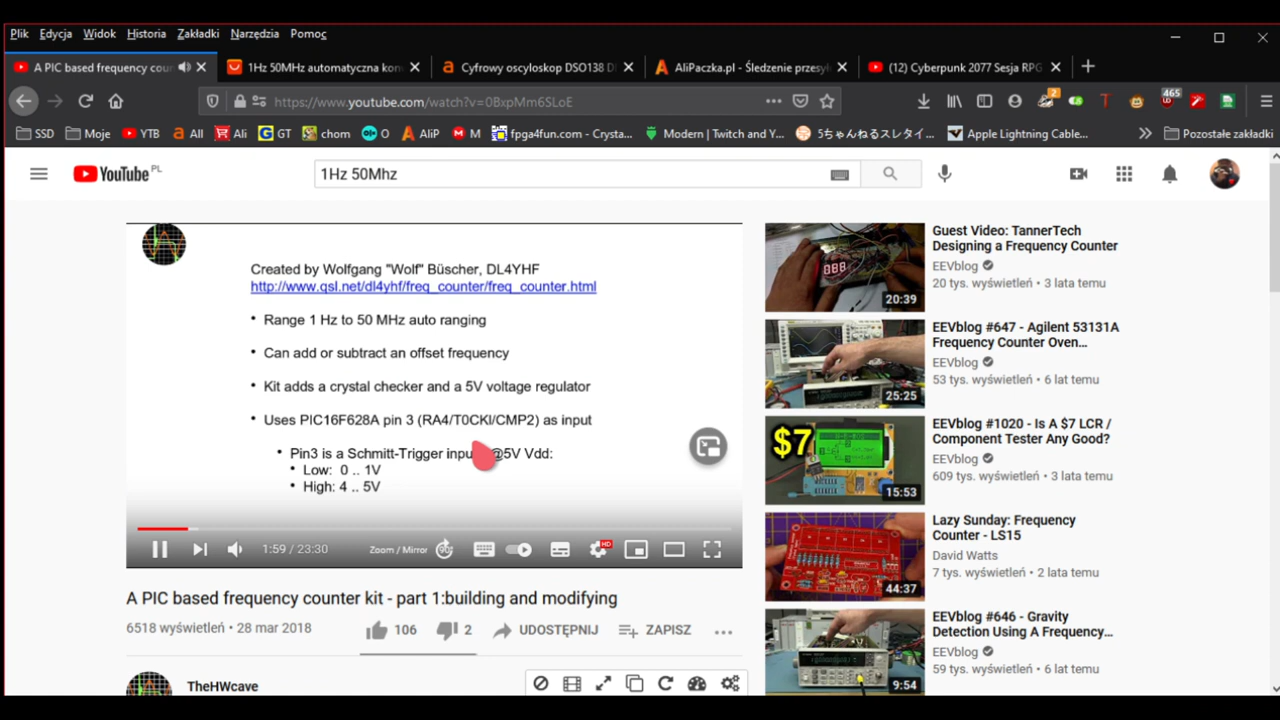 Plik Edycja Widok Historia Zakładki Narzędzia Pomoc
A PIC based frequency cour
1Hz 50MHz automatyczna kon
Cyfrowy oscyloskop DSO138 D
AliPaczka.pl - Śledzenie przesył
(12) Cyberpunk 2077 Sesja RPG
https://www.youtube.com/watch?v=0BxpMm6SLoE
2
465
SSD Moje YTB All Ali GT chom O AliP M fpga4fun.com - Crysta... Modern | Twitch and Y... 5ちゃんねるスレタイ... Apple Lightning Cable... Pozostałe zakładki
YouTube PL
1Hz 50Mhz
Created by Wolfgang "Wolf" Büscher, DL4YHF
http://www.qsl.net/dl4yhf/freq_counter/freq_counter.html
• Range 1 Hz to 50 MHz auto ranging
• Can add or subtract an offset frequency
• Kit adds a crystal checker and a 5V voltage regulator
• Uses PIC16F628A pin 3 (RA4/T0CKI/CMP2) as input
• Pin3 is a Schmitt-Trigger input @5V Vdd:
• Low: 0 .. 1V
• High: 4 .. 5V
1:59 / 23:30
Zoom / Mirror
90°
HD
A PIC based frequency counter kit - part 1:building and modifying
6518 wyświetleń • 28 mar 2018
106
2
UDOSTĘPNIJ
ZAPISZ
TheHWcave
088
20:39
Guest Video: TannerTech
Designing a Frequency Counter
EEVblog
20 tys. wyświetleń • 3 lata temu
25:25
EEVblog #647 - Agilent 53131A
Frequency Counter Oven...
EEVblog
53 tys. wyświetleń • 6 lat temu
$7
15:53
EEVblog #1020 - Is A $7 LCR /
Component Tester Any Good?
EEVblog
609 tys. wyświetleń • 3 lata temu
44:37
Lazy Sunday: Frequency
Counter - LS15
David Watts
7 tys. wyświetleń • 2 lata temu
9:54
EEVblog #646 - Gravity
Detection Using A Frequency...
EEVblog
59 tys. wyświetleń • 6 lat temu